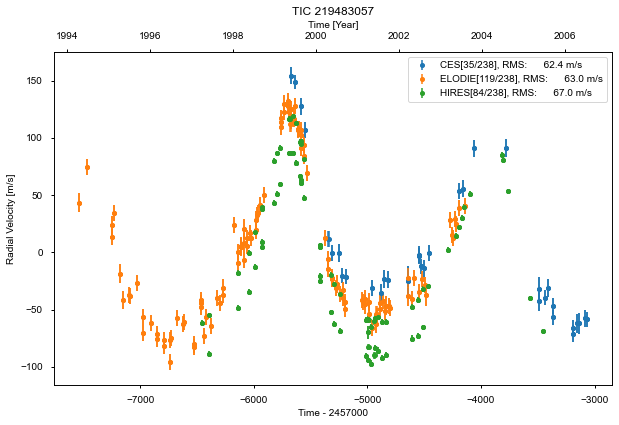 TIC 219483057
Time [Year]
1994 1996 1998 2000 2002 2004 2006
CES[35/238], RMS: 62.4 m/s
ELODIE[119/238], RMS: 63.0 m/s
HIRES[84/238], RMS: 67.0 m/s
Radial Velocity [m/s]
150
100
50
0
−50
−100
−7000 −6000 −5000 −4000 −3000
Time - 2457000